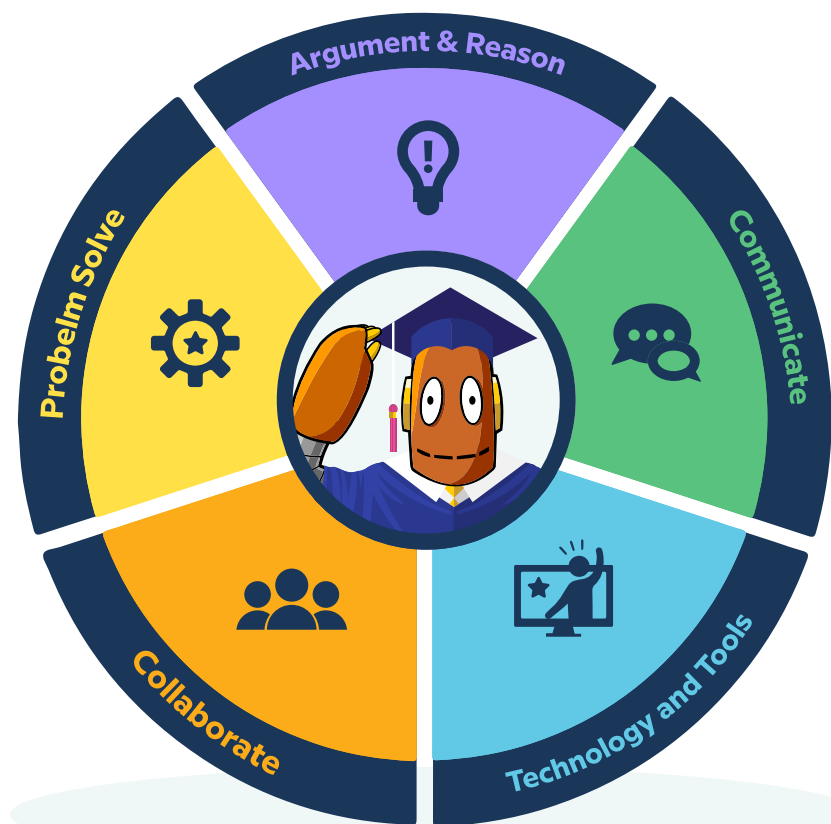 Argument & Reason
Communicate
Technology and Tools
Collaborate
Probelm Solve